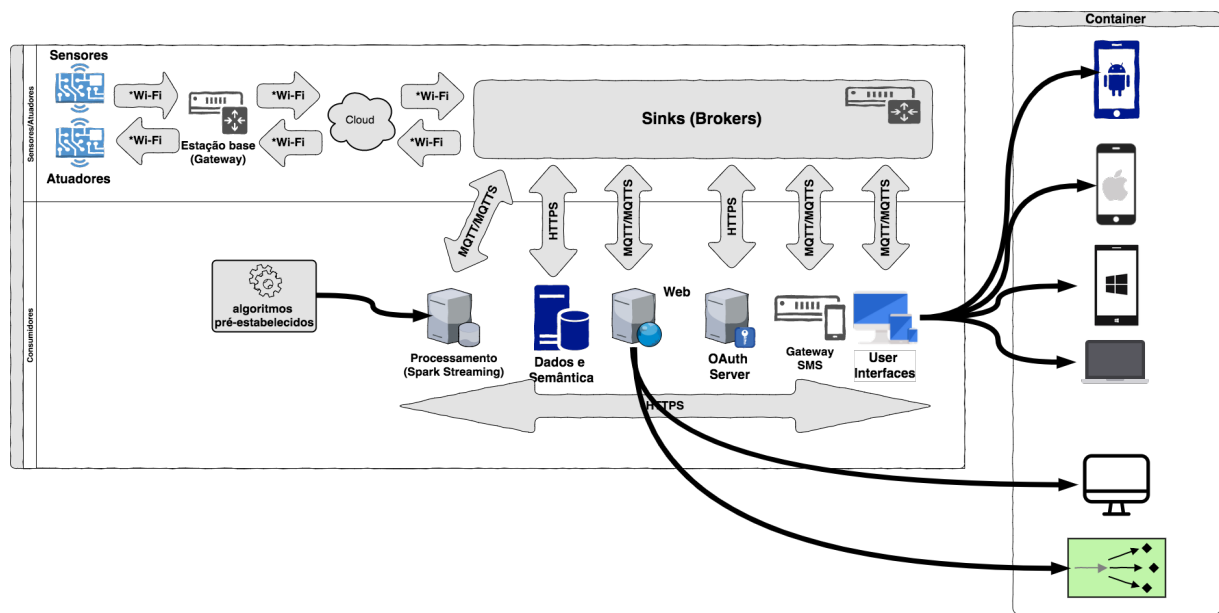 Container
Sensores
*Wi-Fi
*Wi-Fi
*Wi-Fi
Cloud
Sinks (Brokers)
*Wi-Fi
*Wi-Fi
*Wi-Fi
Estação base
(Gateway)
Atuadores
Sensores/Atuadores
MQTT/MQTTS
HTTPS
MQTT/MQTTS
HTTPS
MQTT/MQTTS
MQTT/MQTTS
Consumidores
algoritmos
pré-estabelecidos
Web
Processamento
(Spark Streaming)
Dados e
Semântica
OAuth
Server
Gateway
SMS
User
Interfaces
HTTPS